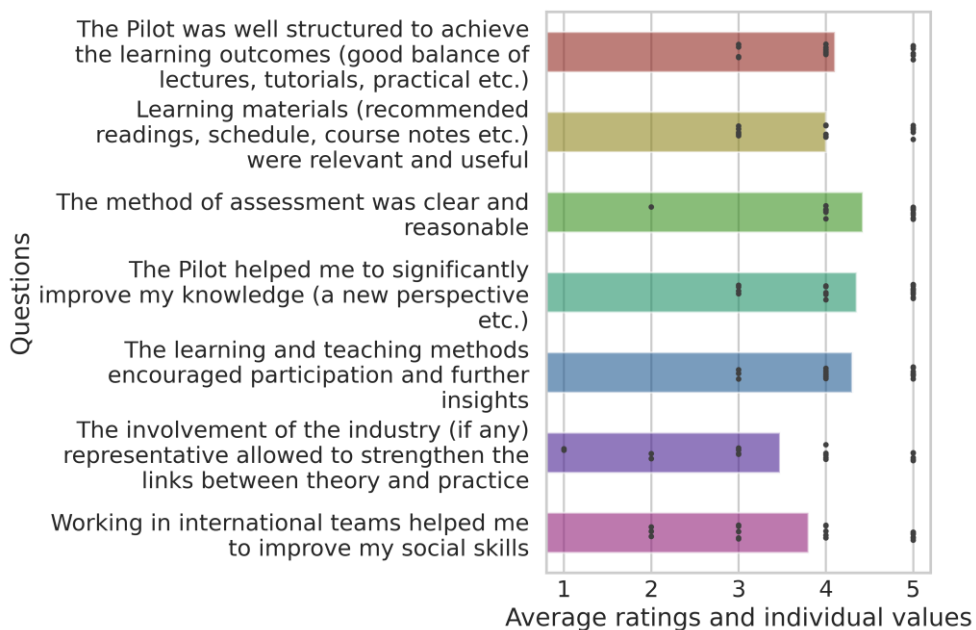 The Pilot was well structured to achieve
the learning outcomes (good balance of
lectures, tutorials, practical etc.)
Learning materials (recommended
readings, schedule, course notes etc.)
were relevant and useful
The method of assessment was clear and
reasonable
The Pilot helped me to significantly
improve my knowledge (a new perspective
etc.)
The learning and teaching methods
encouraged participation and further
insights
The involvement of the industry (if any)
representative allowed to strengthen the
links between theory and practice
Working in international teams helped me
to improve my social skills
Questions
1 2 3 4 5
Average ratings and individual values